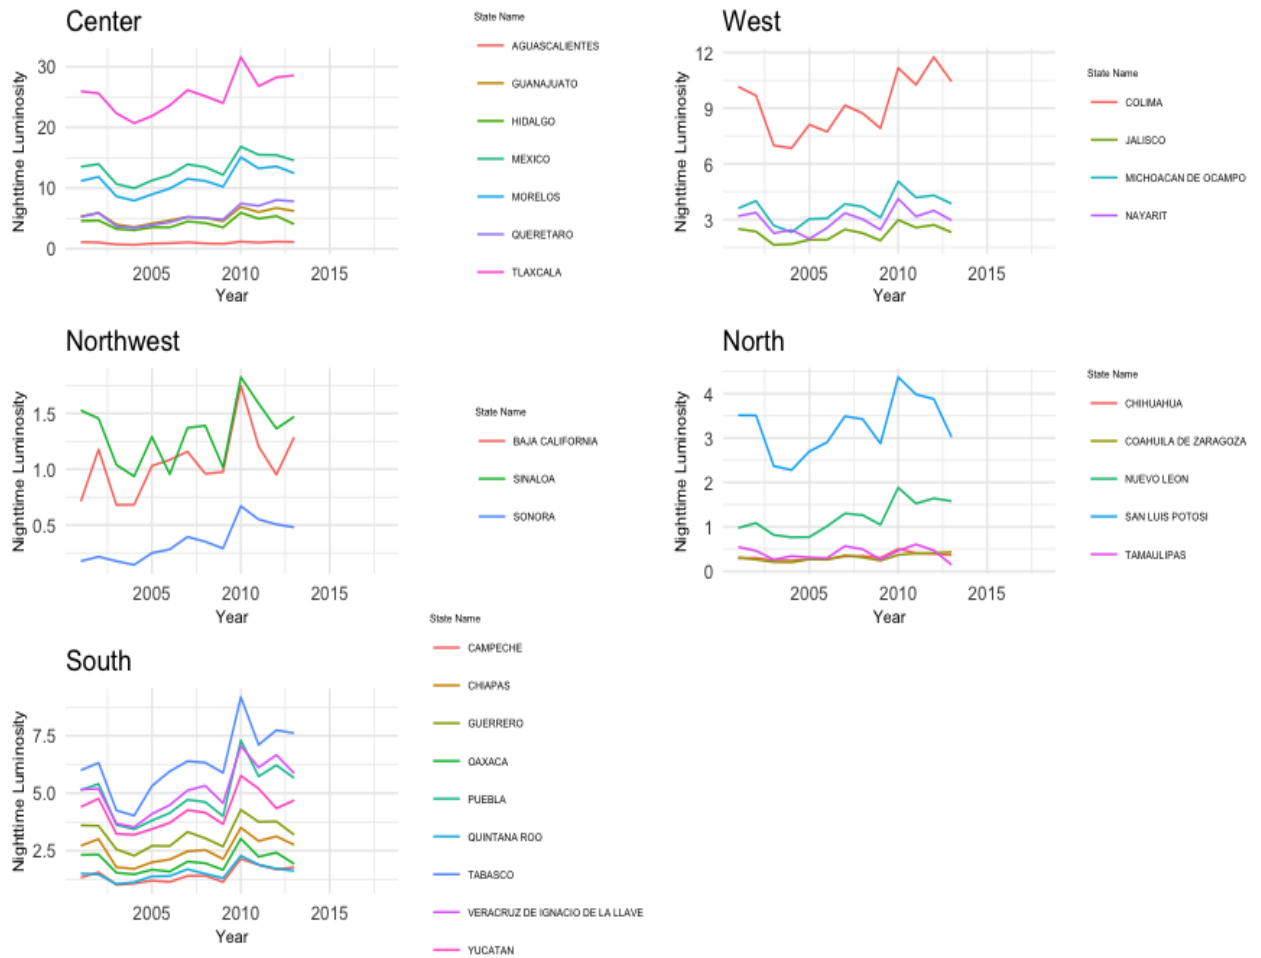 Center
Nighttime Luminosity
30
20
10
0
2005 2010 2015
Year
State Name
AGUASCALIENTES
GUANAJUATO
HIDALGO
MEXICO
MORELOS
QUERETARO
TLAXCALA
West
Nighttime Luminosity
12
9
6
3
2005 2010 2015
Year
State Name
COLIMA
JALISCO
MICHOACAN DE OCAMPO
NAYARIT
Northwest
Nighttime Luminosity
1.5
1.0
0.5
2005 2010 2015
Year
State Name
BAJA CALIFORNIA
SINALOA
SONORA
North
Nighttime Luminosity
4
3
2
1
0
2005 2010 2015
Year
State Name
CHIHUAHUA
COAHUILA DE ZARAGOZA
NUEVO LEON
SAN LUIS POTOSI
TAMAULIPAS
South
Nighttime Luminosity
7.5
5.0
2.5
2005 2010 2015
Year
State Name
CAMPECHE
CHIAPAS
GUERRERO
OAXACA
PUEBLA
QUINTANA ROO
TABASCO
VERACRUZ DE IGNACIO DE LA LLAVE
YUCATAN